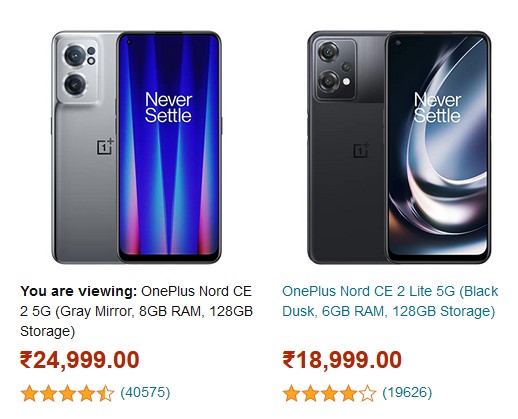 Never
Settle
Never
Settle
You are viewing: OnePlus Nord CE
2 5G (Gray Mirror, 8GB RAM, 128GB
Storage)
₹24,999.00
(40575)
OnePlus Nord CE 2 Lite 5G (Black
Dusk, 6GB RAM, 128GB Storage)
₹18,999.00
(19626)